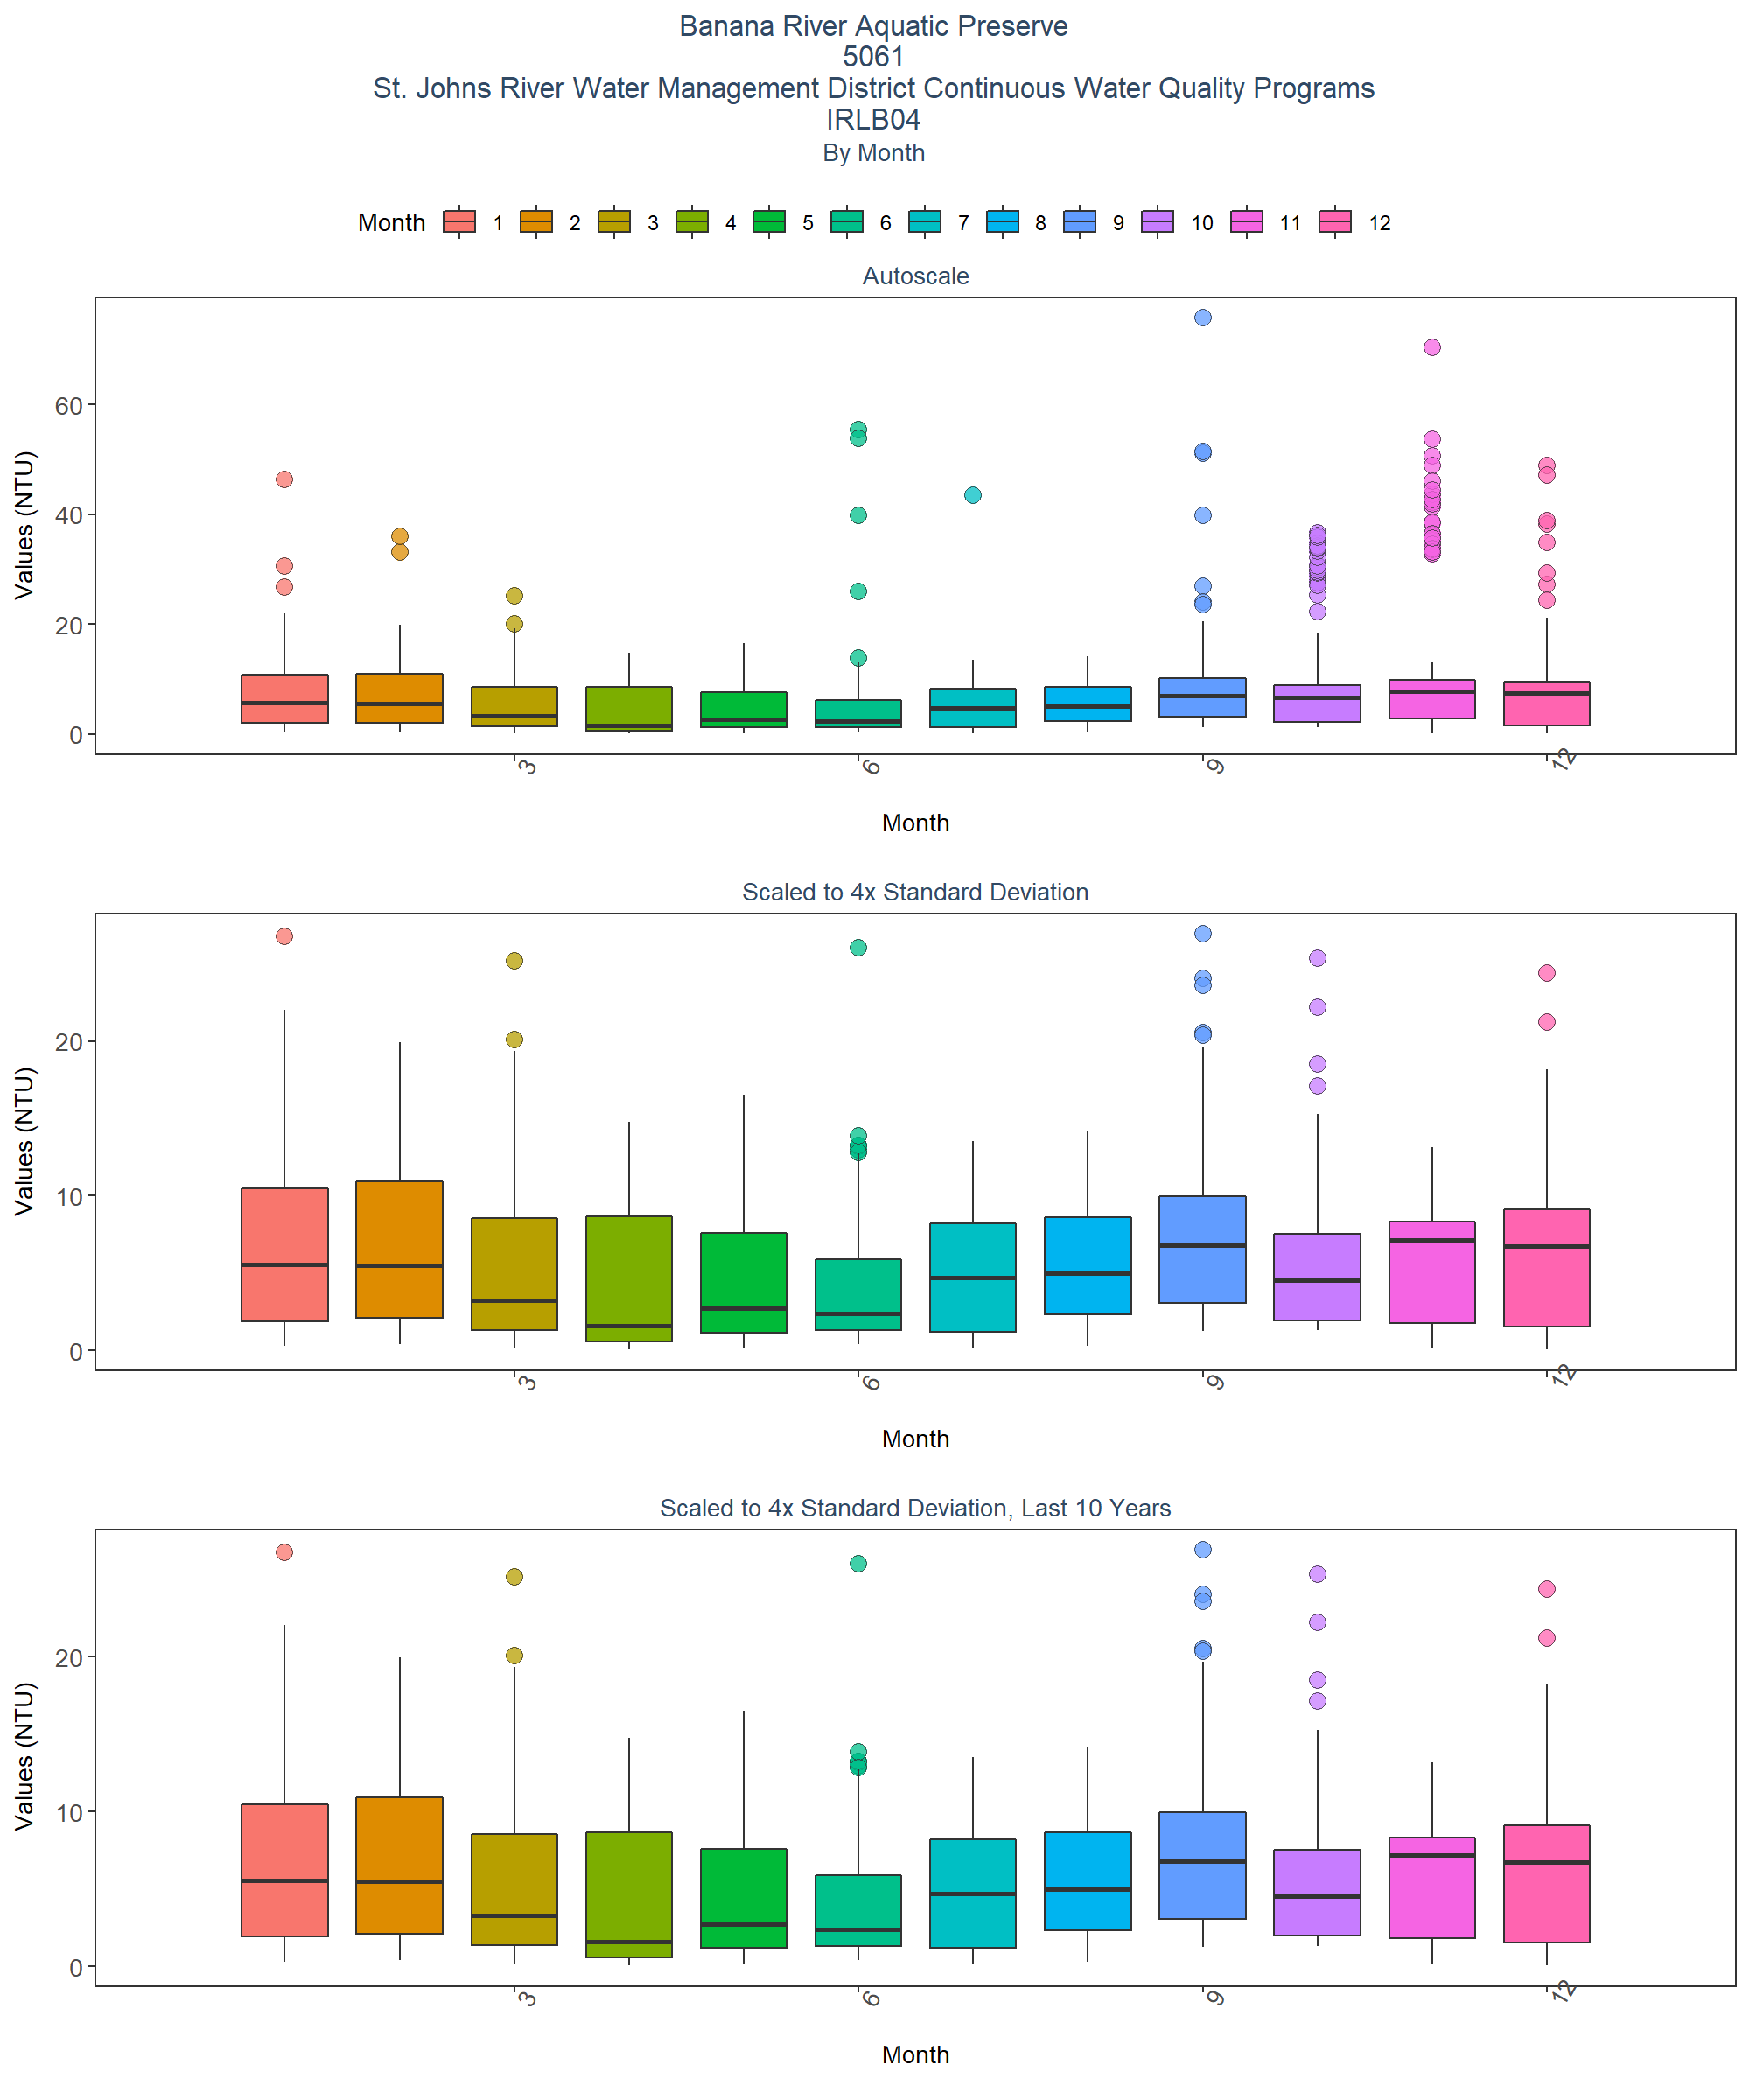 Banana River Aquatic Preserve
5061
St. Johns River Water Management District Continuous Water Quality Programs
IRLB04
By Month
Month 1 2 3 4 5 6 7 8 9 10 11 12
Autoscale
Values (NTU)
60
40
20
0
3 6 9 12
Month
Scaled to 4x Standard Deviation
Values (NTU)
20
10
0
3 6 9 12
Month
Scaled to 4x Standard Deviation, Last 10 Years
Values (NTU)
20
10
0
3 6 9 12
Month